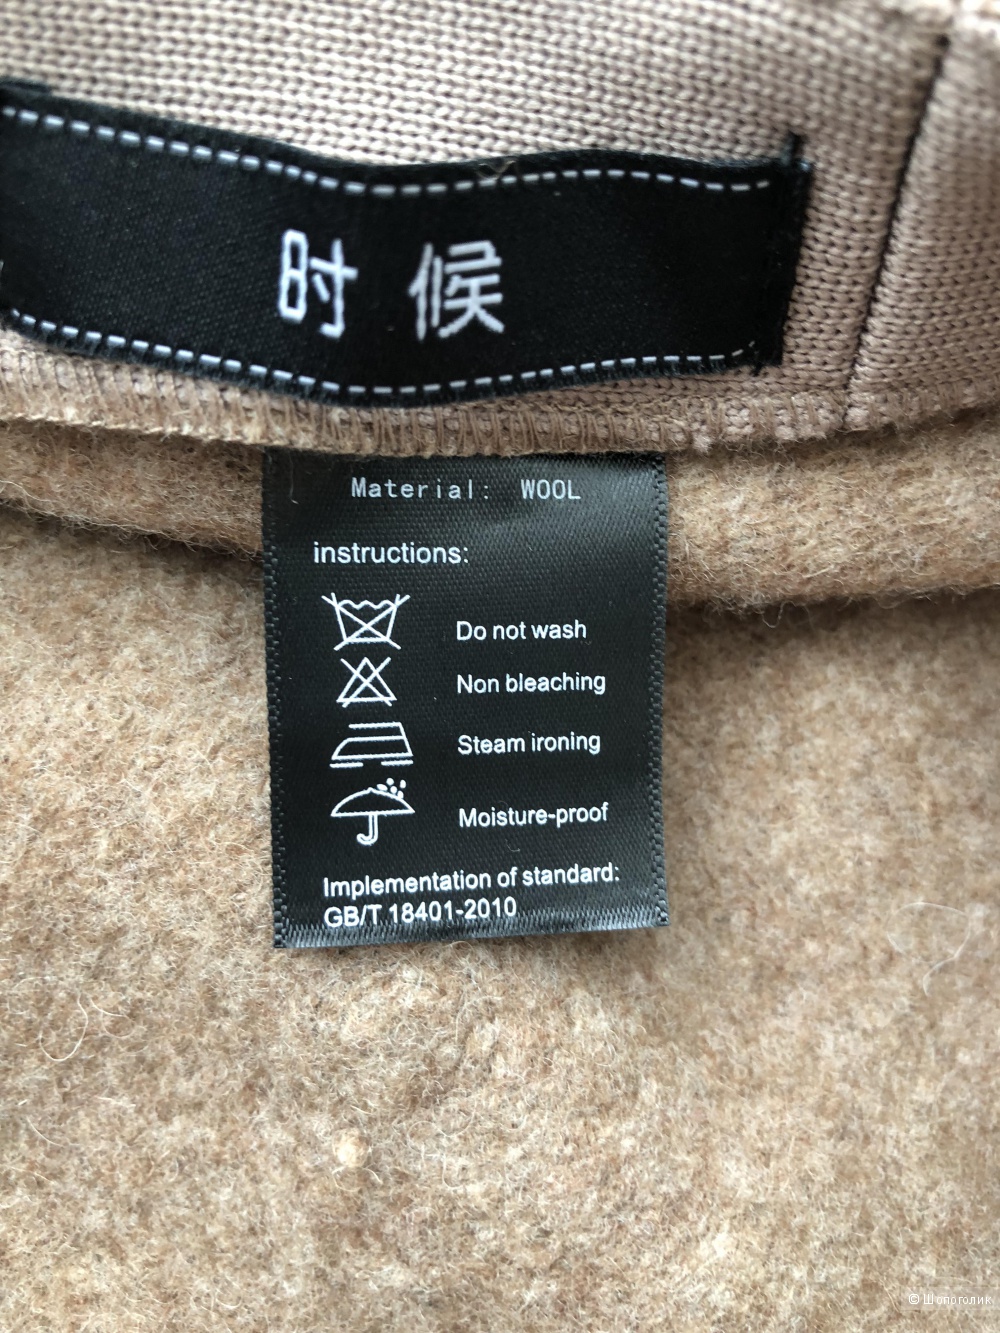 时候
Material: WOOL
instructions:
Do not wash
Non bleaching
Steam ironing
Moisture-proof
Implementation of standard:
GB/T 18401-2010
© Шопоголик